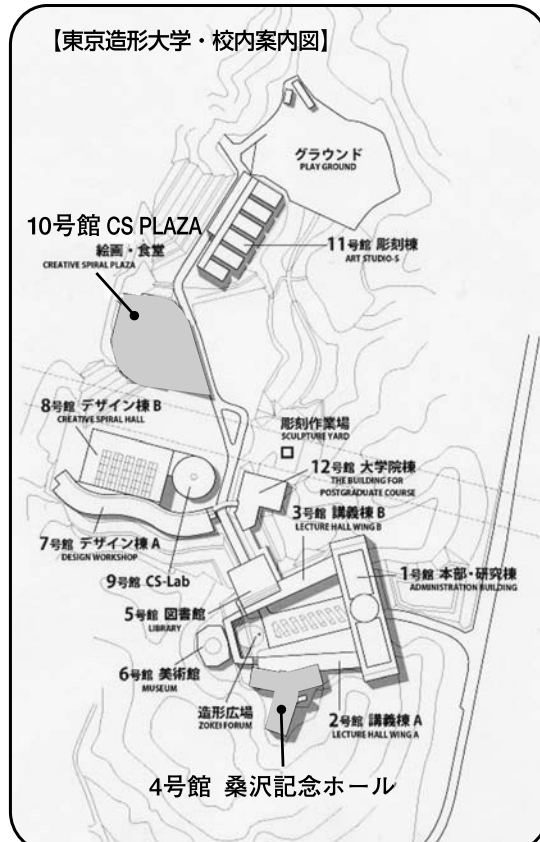 【東京造形大学・校内案内図】
グラウンド
PLAY GROUND
10号館 CS PLAZA
絵画・食堂
CREATIVE SPIRAL PLAZA
11号館 彫刻棟
ART STUDIO-S
8号館 デザイン棟 B
CREATIVE SPIRAL HALL
彫刻作業場
SCULPTURE YARD
12号館 大学院棟
THE BUILDING FOR
POSTGRADUATE COURSE
3号館 講義棟 B
LECTURE HALL WING B
7号館 デザイン棟 A
DESIGN WORKSHOP
9号館 CS-Lab
1号館 本部・研究棟
ADMINISTRATION BUILDING
5号館 図書館
LIBRARY
6号館 美術館
MUSEUM
造形広場
ZOKEI FORUM
2号館 講義棟 A
LECTURE HALL WING A
4号館 桑沢記念ホール